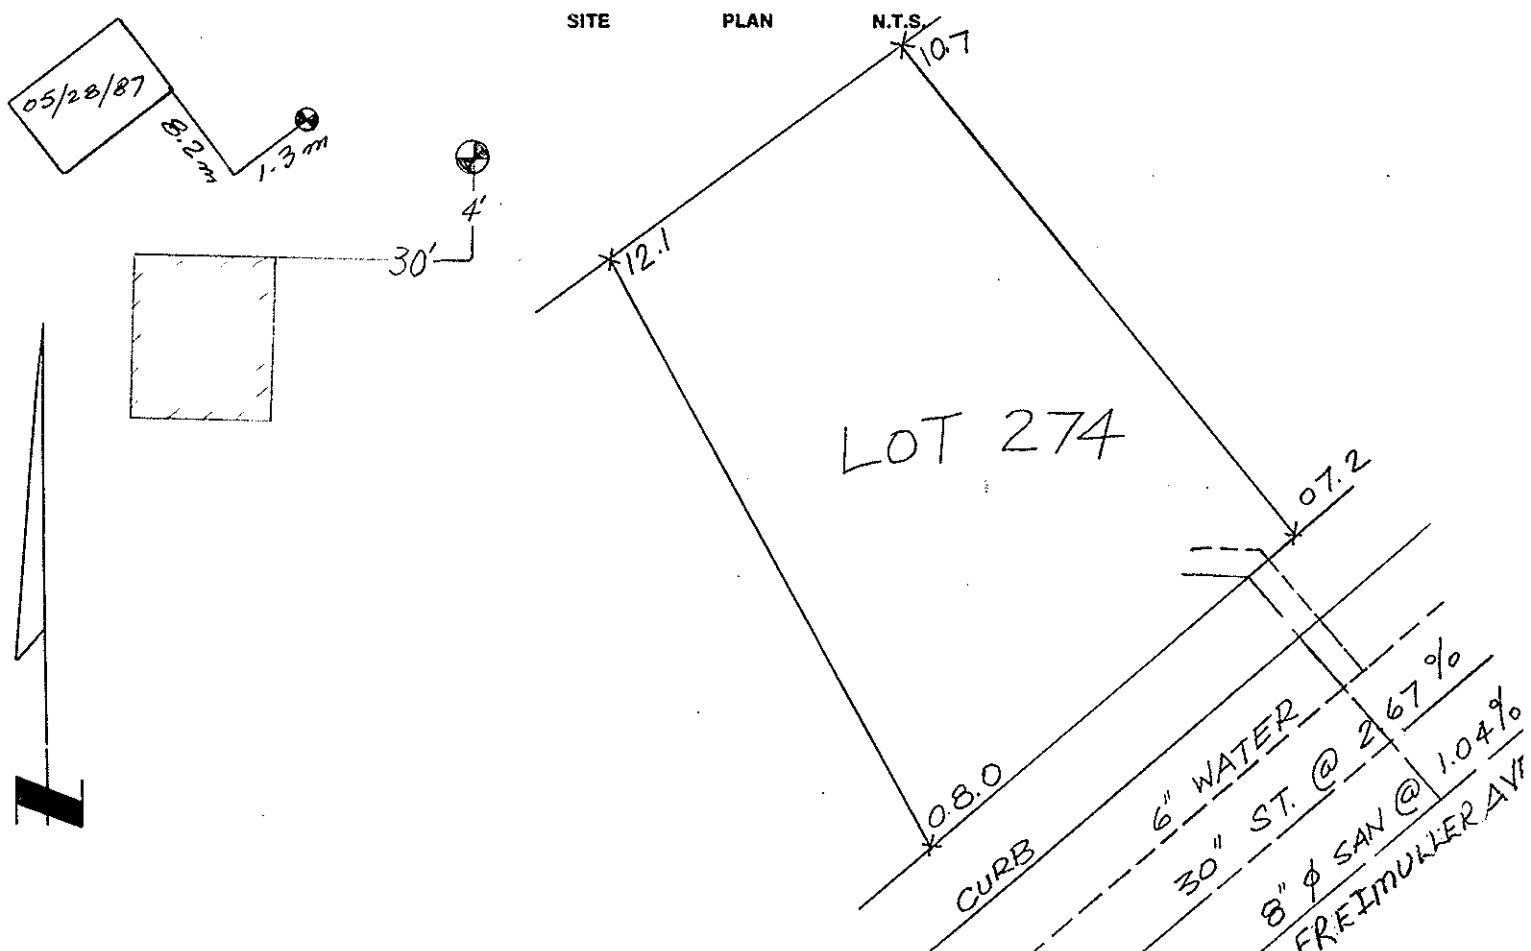 SITE PLAN N.T.S.
10.7
05/28/87
8.2 m
1.3 m
4'
30'
12.1
LOT 274
07.2
08.0
CURB
6" WATER
30" ST. @ 2.67 %
8" ϕ SAN @ 1.04%
FREIMULLER AVE
N